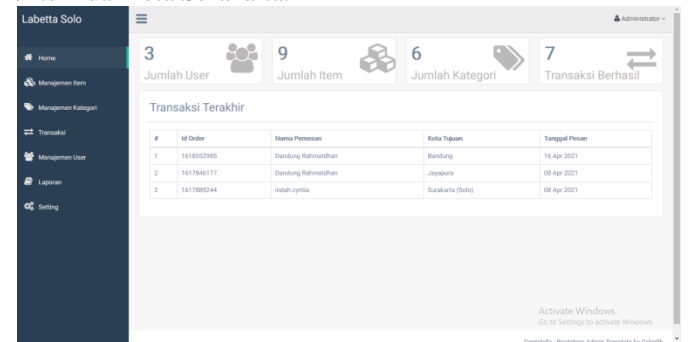 Labetta Solo
Administrator
Home
Manajemen Item
Manajemen Kategori
Transaksi
Manajemen User
Laporan
Setting
3
Jumlah User
9
Jumlah Item
6
Jumlah Kategori
7
Transaksi Berhasil
Transaksi Terakhir
# Id Order Nama Pemesan Kota Tujuan Tanggal Pesan
1 1618552985 Dandung Rahmatdhan Bandung 16 Apr 2021
2 1617846177 Dandung Rahmatdhan Jayapura 08 Apr 2021
3 1617889244 indah cyntia Surakarta (Solo) 08 Apr 2021
Activate Windows
Go to Settings to activate Windows.